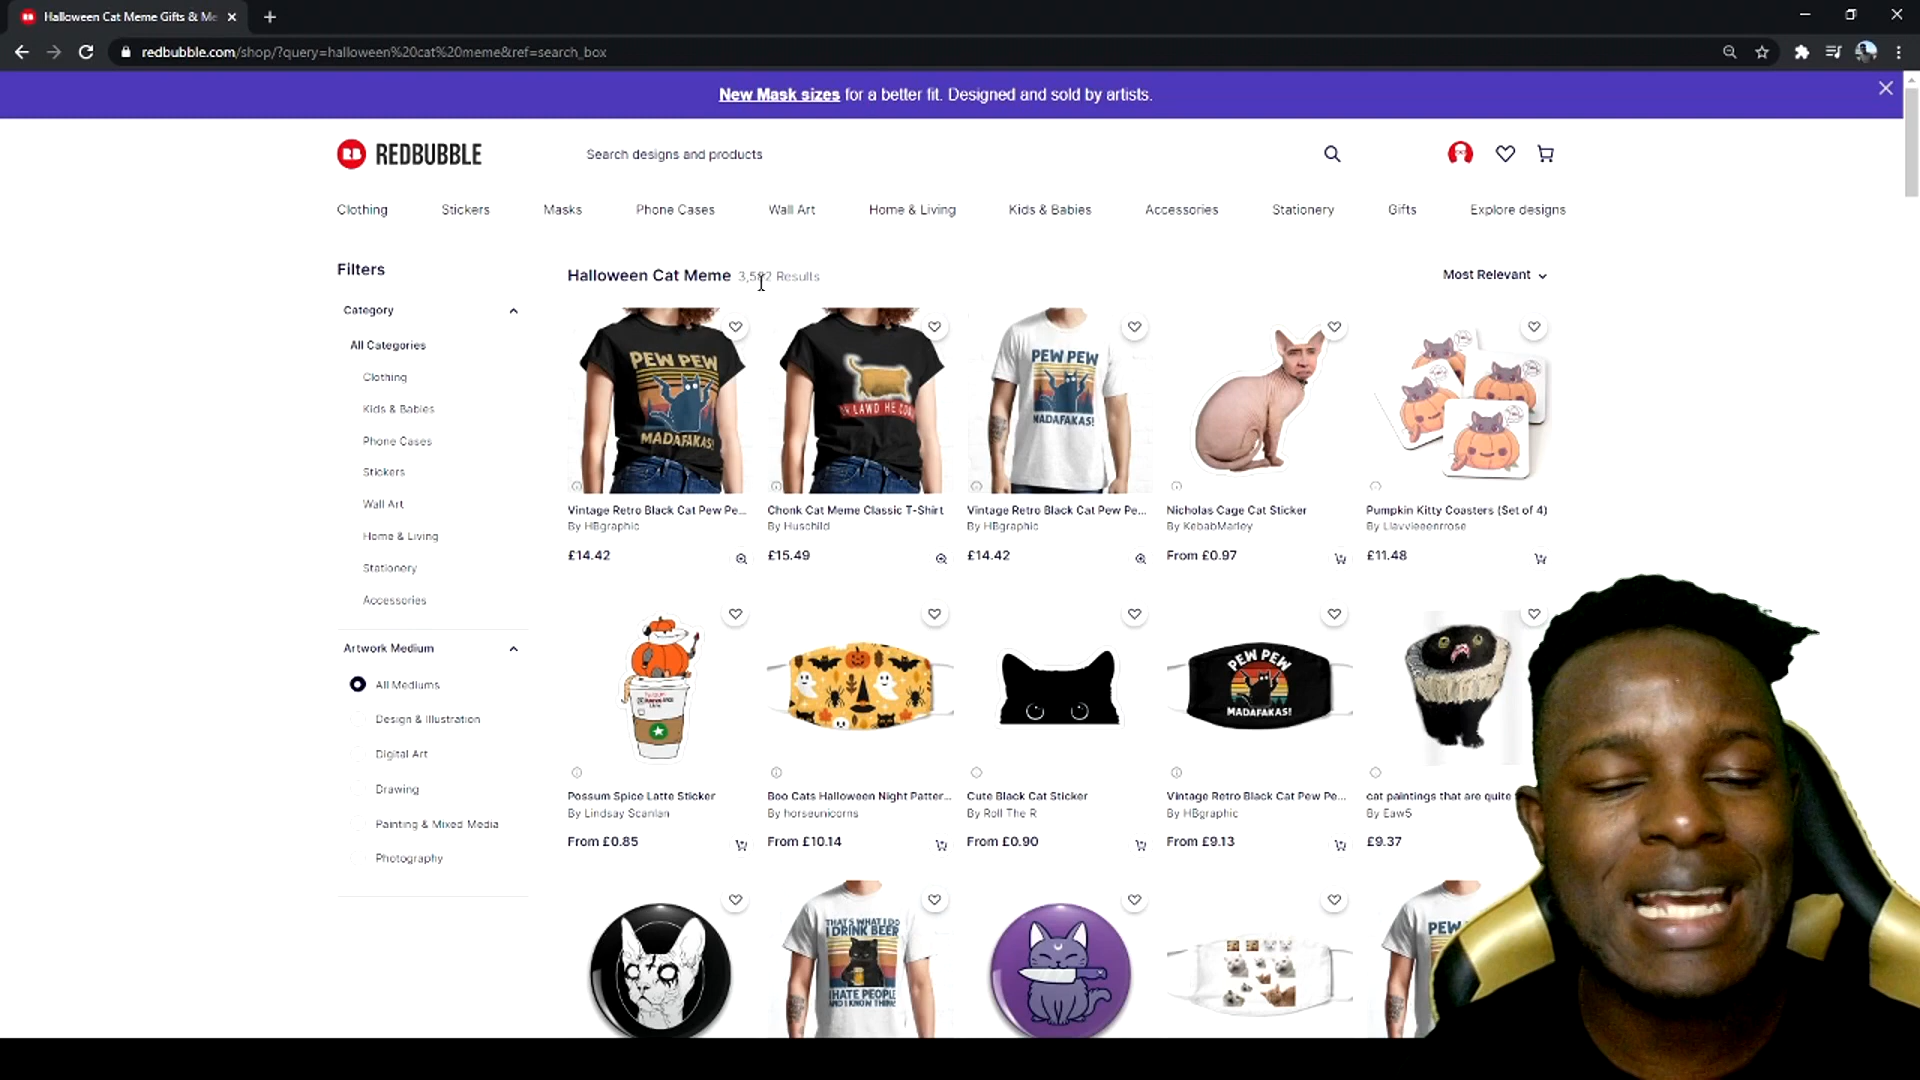 Halloween Cat Meme Gifts & Me
redbubble.com/shop/?query=halloween%20cat%20meme&ref=search_box
New Mask sizes for a better fit. Designed and sold by artists.
RB REDBUBBLE
Search designs and products
Clothing Stickers Masks Phone Cases Wall Art Home & Living Kids & Babies Accessories Stationery Gifts Explore designs
Filters
Halloween Cat Meme Results
Most Relevant
Category
All Categories
Clothing
Kids & Babies
Phone Cases
Stickers
Wall Art
Home & Living
Stationery
Accessories
Artwork Medium
All Mediums
Design & Illustration
Digital Art
Drawing
Painting & Mixed Media
Photography
PEW PEW
MADAFAKAS!
LAWD HE
PEW PEW
MADAFAKAS!
Vintage Retro Black Cat Pew Pe... Chonk Cat Meme Classic T-Shirt Vintage Retro Black Cat Pew Pe... Nicholas Cage Cat Sticker Pumpkin Kitty Coasters (Set of 4)
By HBgraphic By Huschild By HBgraphic By KebabMarley By Llavvieeenrrose
£14.42 £15.49 £14.42 From £0.97 £11.48
PEW PEW
MADAFAKAS!
Possum Spice Latte Sticker Boo Cats Halloween Night Patter... Cute Black Cat Sticker Vintage Retro Black Cat Pew Pe... cat paintings that are quite
By Lindsay Scanlan By horseunicorns By Roll The R By HBgraphic By Eaw5
From £0.85 From £10.14 From £0.90 From £9.13 £9.37
THAT'S WHAT I DO
I DRINK BEER
I HATE PEOPLE
AND I KNOW THINGS
PEW